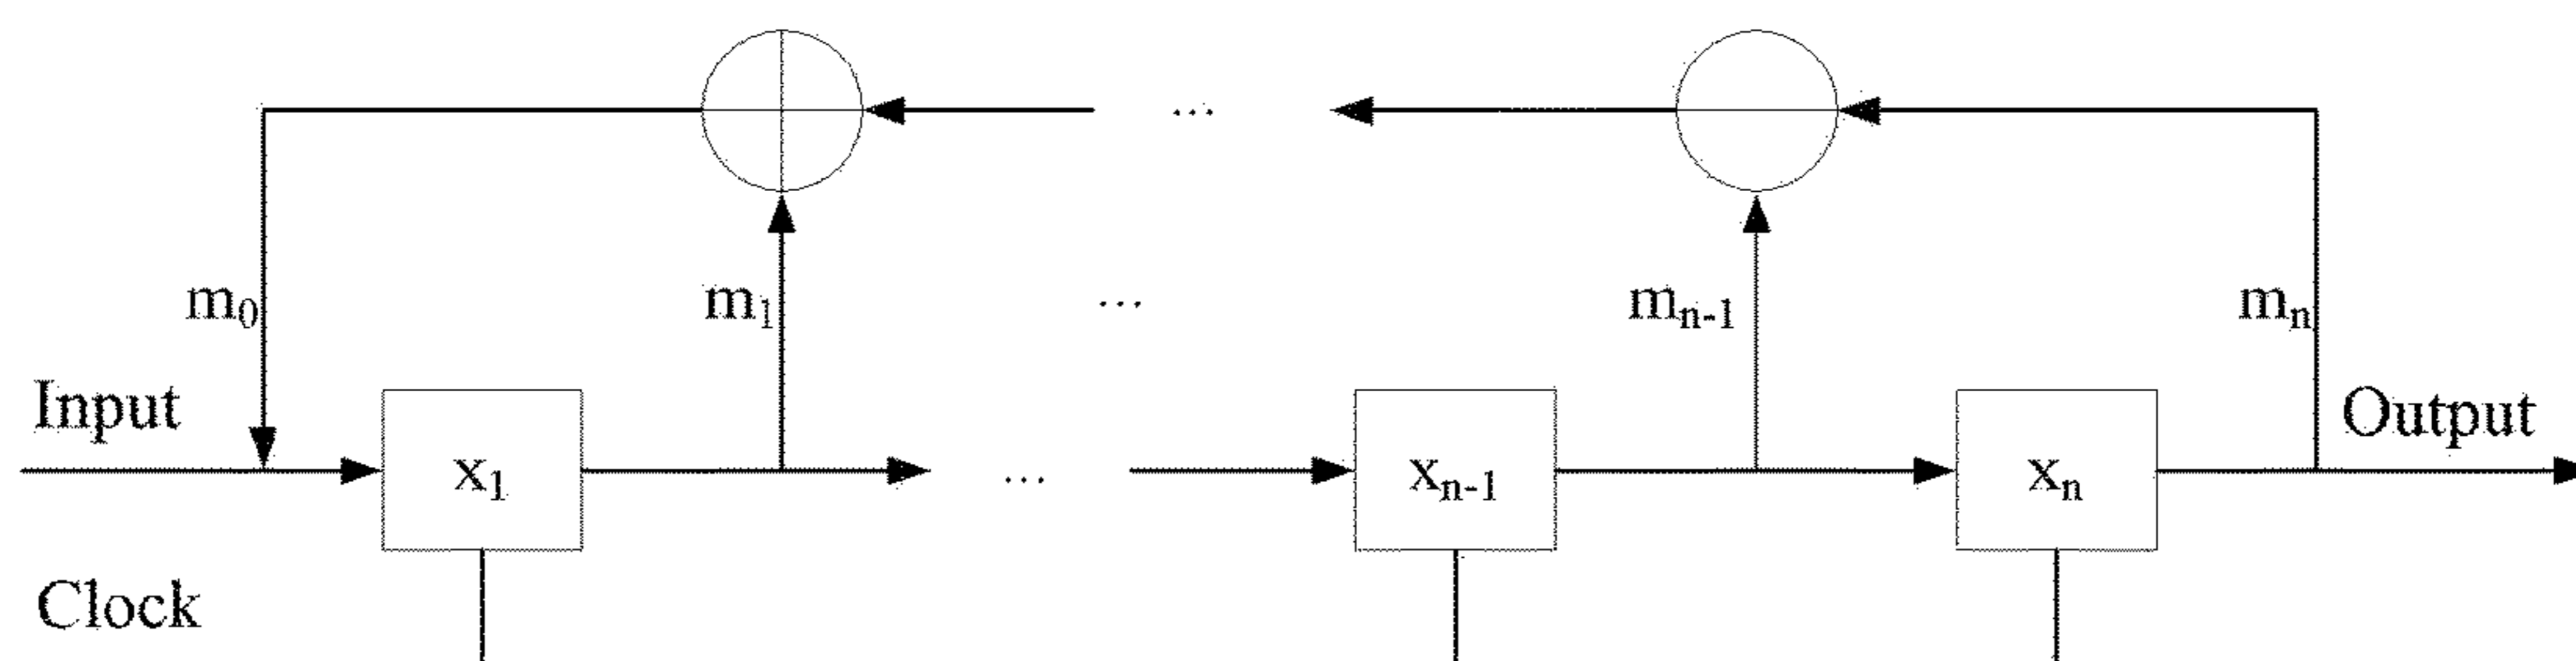 ...
m₀ m₁ ... mₙ₋₁ mₙ
Input Output
x₁ ... xₙ₋₁ xₙ
Clock